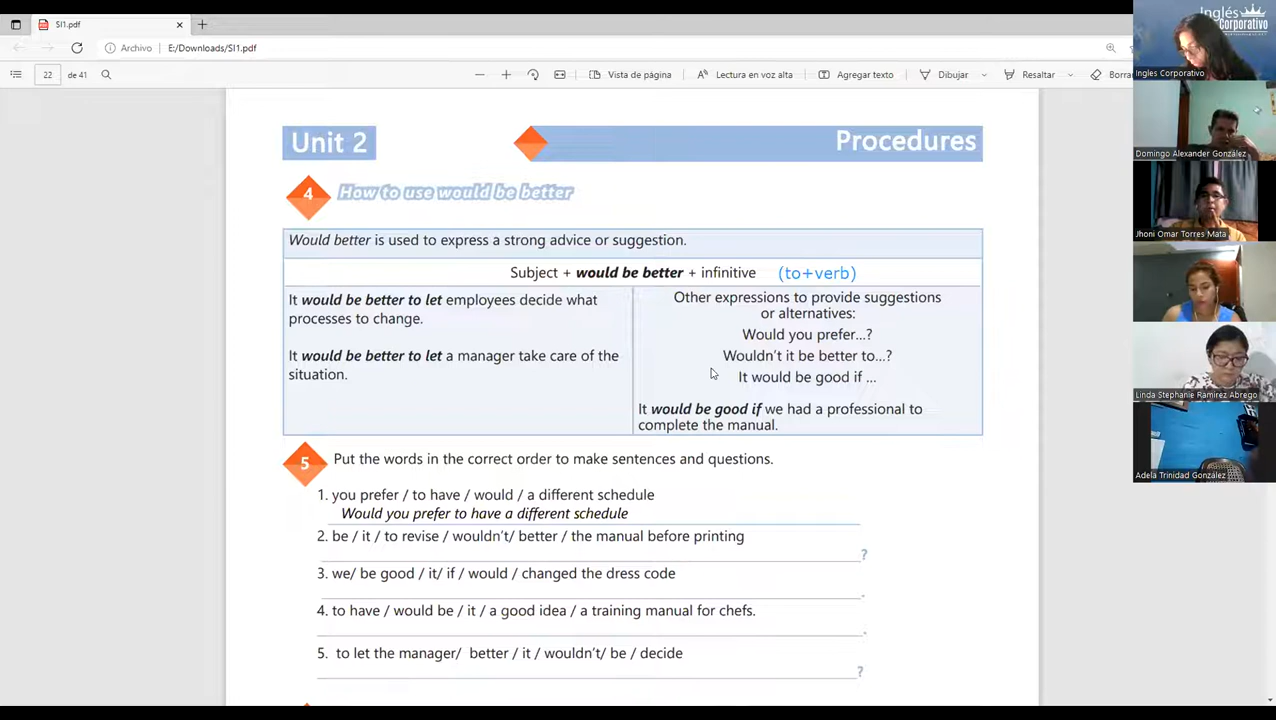 SI1.pdf
Archivo
E:/Downloads/SI1.pdf
22
de 41
Vista de página
Lectura en voz alta
Agregar texto
Dibujar
Resaltar
Borrar
Unit 2
Procedures
4
How to use would be better
Would better is used to express a strong advice or suggestion.
Subject + would be better + infinitive (to+verb)
It would be better to let employees decide what
processes to change.
It would be better to let a manager take care of the
situation.
Other expressions to provide suggestions
or alternatives:
Would you prefer...?
Wouldn't it be better to...?
It would be good if ...
It would be good if we had a professional to
complete the manual.
5
Put the words in the correct order to make sentences and questions.
1. you prefer / to have / would / a different schedule
Would you prefer to have a different schedule
2. be / it / to revise / wouldn't/ better / the manual before printing
?
3. we/ be good / it/ if / would / changed the dress code
.
4. to have / would be / it / a good idea / a training manual for chefs.
.
5. to let the manager/ better / it / wouldn't/ be / decide
?
Inglés
Corporativo
Ingles Corporativo
Domingo Alexander González
Jhoni Omar Torres Mata
Linda Stephanie Ramirez Abrego
Adela Trinidad González